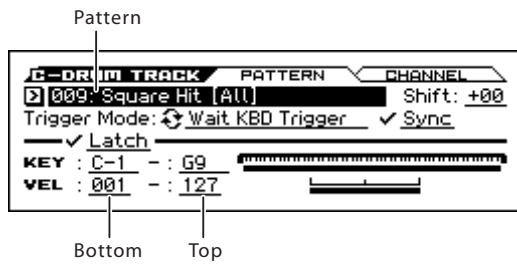 Pattern
C-DRUM TRACK PATTERN CHANNEL
009: Square Hit [All] Shift: +00
Trigger Mode: Wait KBD Trigger Sync
Latch
KEY : C-1 - : G9
VEL : 001 - : 127
Bottom Top